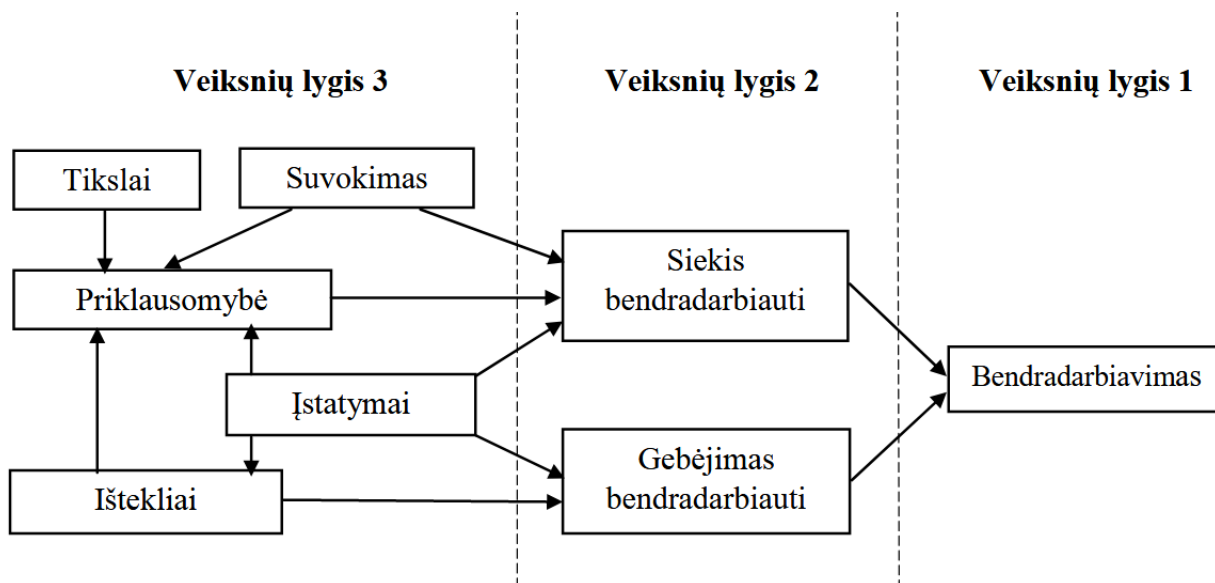 Veiksnių lygis 3
Veiksnių lygis 2
Veiksnių lygis 1
Tikslai
Suvokimas
Priklausomybė
Įstatymai
Ištekliai
Siekis
bendradarbiauti
Gebėjimas
bendradarbiauti
Bendradarbiavimas